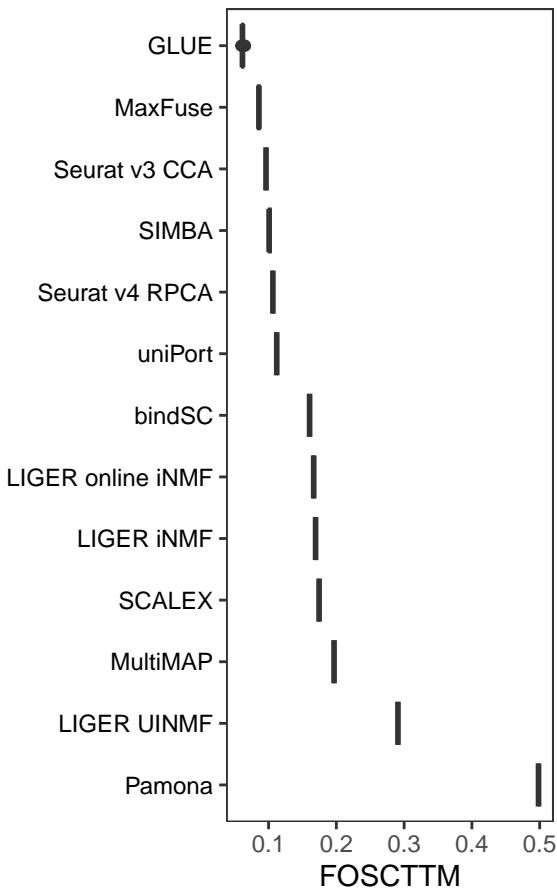 GLUE
MaxFuse
Seurat v3 CCA
SIMBA
Seurat v4 RPCA
uniPort
bindSC
LIGER online iNMF
LIGER iNMF
SCALEX
MultiMAP
LIGER UINMF
Pamona
0.1 0.2 0.3 0.4 0.5
FOSCTTM